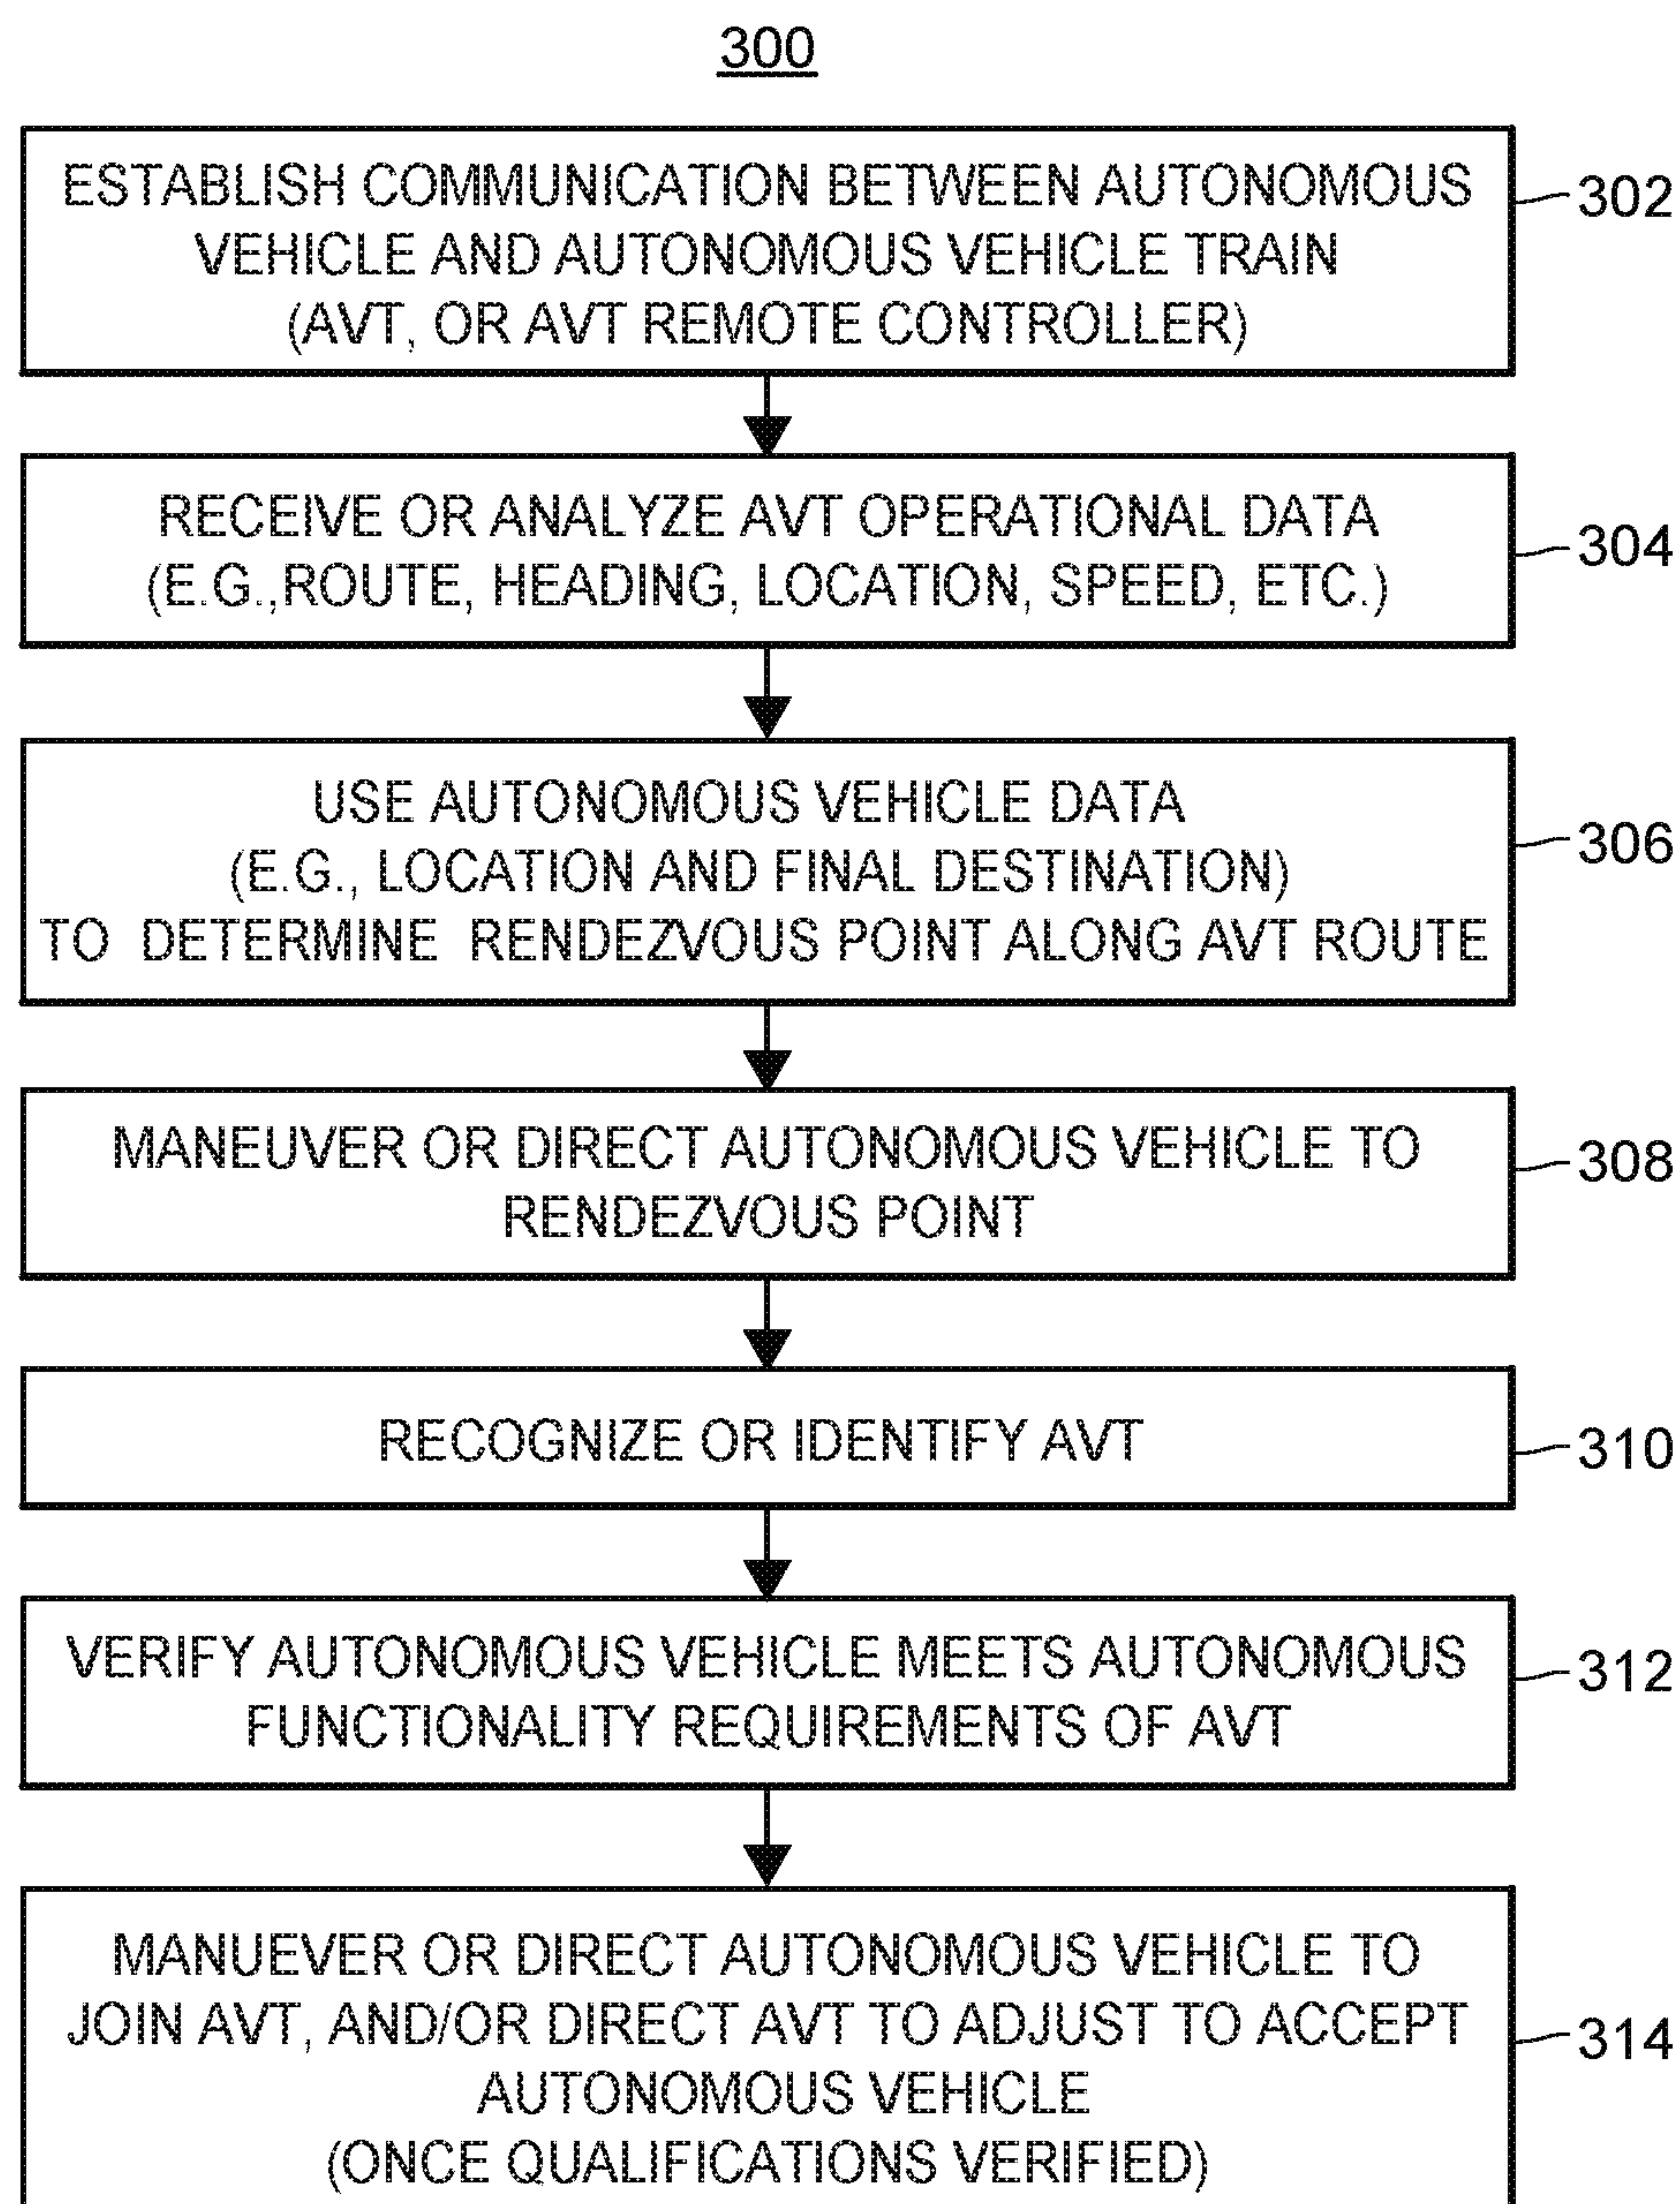 300
ESTABLISH COMMUNICATION BETWEEN AUTONOMOUS
VEHICLE AND AUTONOMOUS VEHICLE TRAIN
(AVT, OR AVT REMOTE CONTROLLER)
302
RECEIVE OR ANALYZE AVT OPERATIONAL DATA
(E.G.,ROUTE, HEADING, LOCATION, SPEED, ETC.)
304
USE AUTONOMOUS VEHICLE DATA
(E.G., LOCATION AND FINAL DESTINATION)
TO DETERMINE RENDEZVOUS POINT ALONG AVT ROUTE
306
MANEUVER OR DIRECT AUTONOMOUS VEHICLE TO
RENDEZVOUS POINT
308
RECOGNIZE OR IDENTIFY AVT
310
VERIFY AUTONOMOUS VEHICLE MEETS AUTONOMOUS
FUNCTIONALITY REQUIREMENTS OF AVT
312
MANUEVER OR DIRECT AUTONOMOUS VEHICLE TO
JOIN AVT, AND/OR DIRECT AVT TO ADJUST TO ACCEPT
AUTONOMOUS VEHICLE
(ONCE QUALIFICATIONS VERIFIED)
314